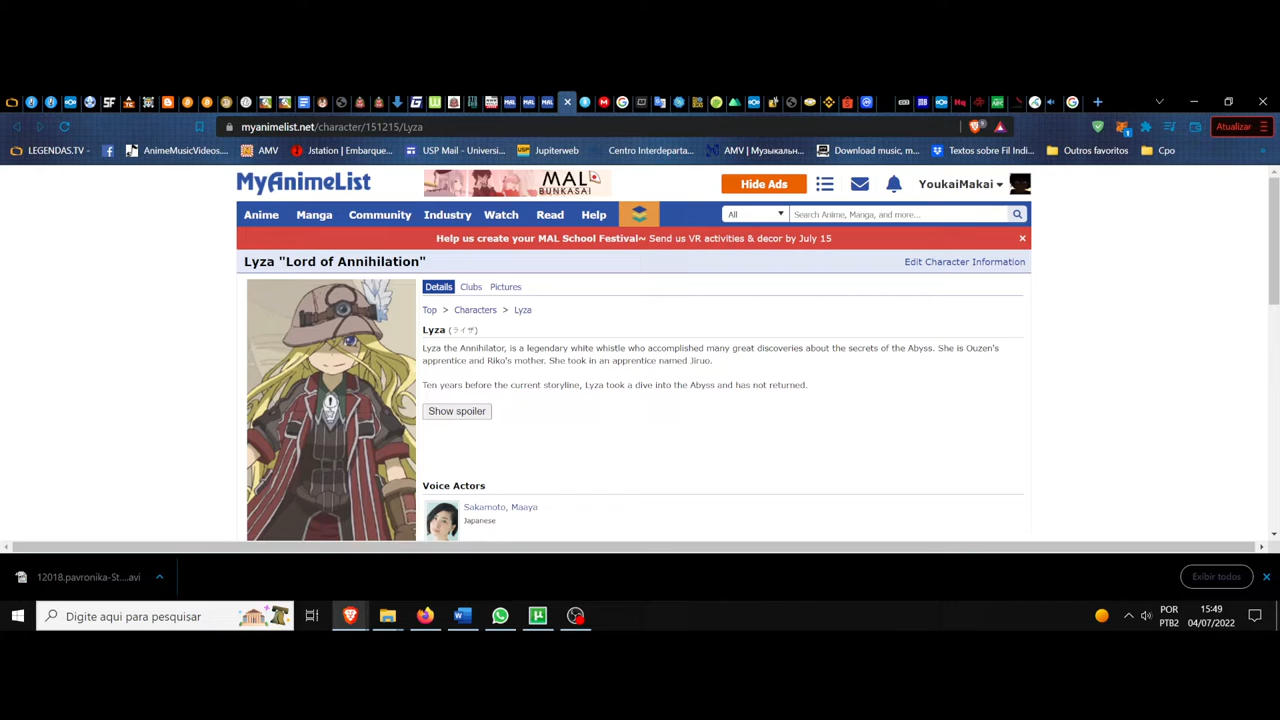 myanimelist.net/character/151215/Lyza
9
1
Atualizar
LEGENDAS.TV -
AnimeMusicVideos...
AMV
Jstation | Embarque...
USP Mail - Universi...
Jupiterweb
Centro Interdeparta...
AMV | Музыкальн...
Download music, m...
Textos sobre Fil Indi...
Outros favoritos
Cpo
MyAnimeList
MAL
BUNKASAI
Hide Ads
YoukaiMakai
Anime
Manga
Community
Industry
Watch
Read
Help
All
Search Anime, Manga, and more...
Help us create your MAL School Festival~ Send us VR activities & decor by July 15
×
Lyza "Lord of Annihilation"
Edit Character Information
Details
Clubs
Pictures
Top > Characters > Lyza
Lyza (ライザ)
Lyza the Annihilator, is a legendary white whistle who accomplished many great discoveries about the secrets of the Abyss. She is Ouzen's
apprentice and Riko's mother. She took in an apprentice named Jiruo.
Ten years before the current storyline, Lyza took a dive into the Abyss and has not returned.
Show spoiler
Voice Actors
Sakamoto, Maaya
Japanese
12018.pavronika-St....avi
Exibir todos
Digite aqui para pesquisar
POR
PTB2
15:49
04/07/2022